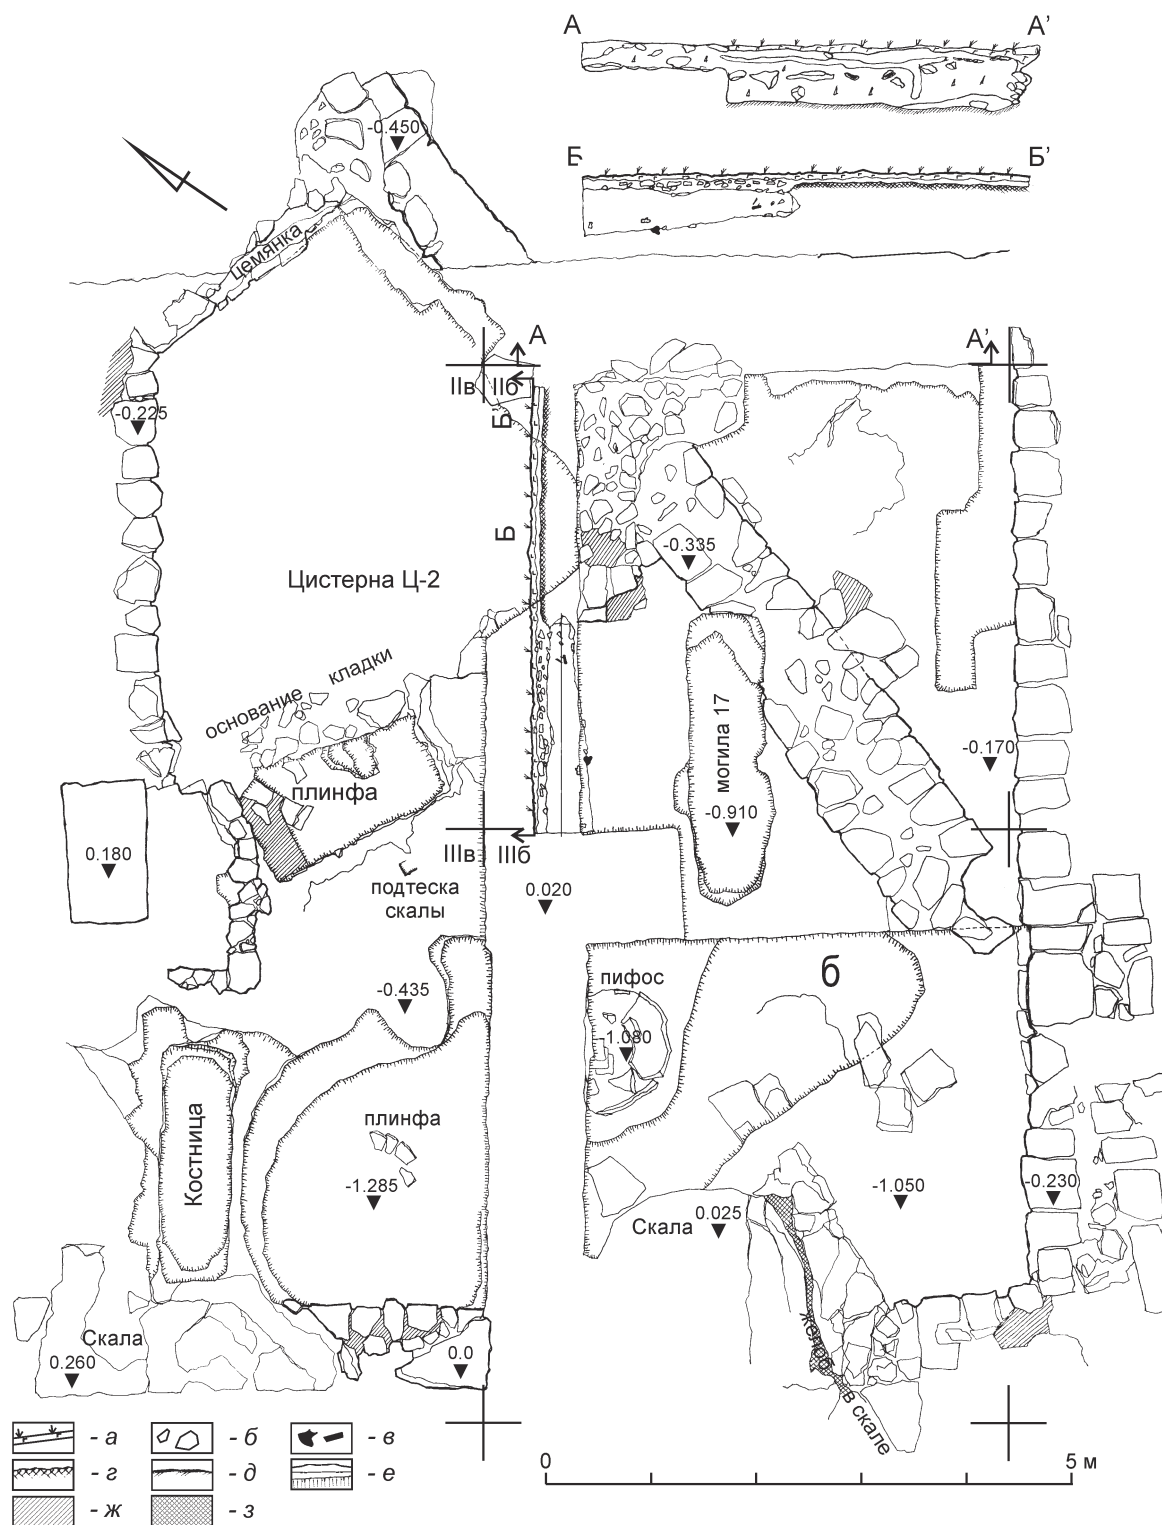 А
А'
-0.450
Б
Б'
цемянка
А
А'
IIв
IIб
Б
-0.225
Б
-0.335
Цистерна Ц-2
основание кладки
могила 17
-0.170
плинфа
-0.910
0.180
IIIв
IIIб
подтеска
скалы
0.020
б
пифос
-0.435
-1.080
Костница
плинфа
-1.285
-1.050
-0.230
0.025
Скала
желоб в скале
Скала
0.260
0.0
- а
- б
- в
- г
- д
- е
- ж
- з
0
5 м